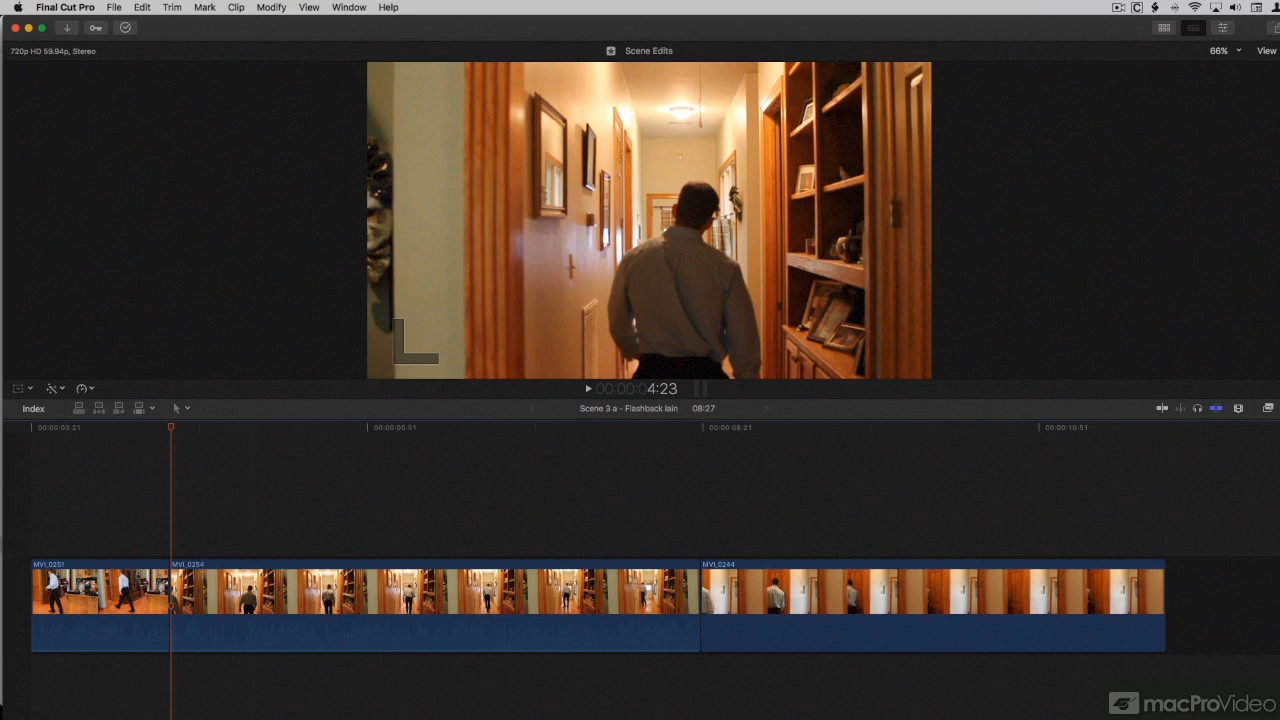 Final Cut Pro File Edit Trim Mark Clip Modify View Window Help
720p HD 59.94p, Stereo
Scene Edits
66%
View
00:00:04:23
Index
Scene 3 a - Flashback Iain
08:27
00:00:03:21
00:00:05:51
00:00:08:21
00:00:10:51
MVI_0251
MVI_0254
MVI_0244
macProVideo